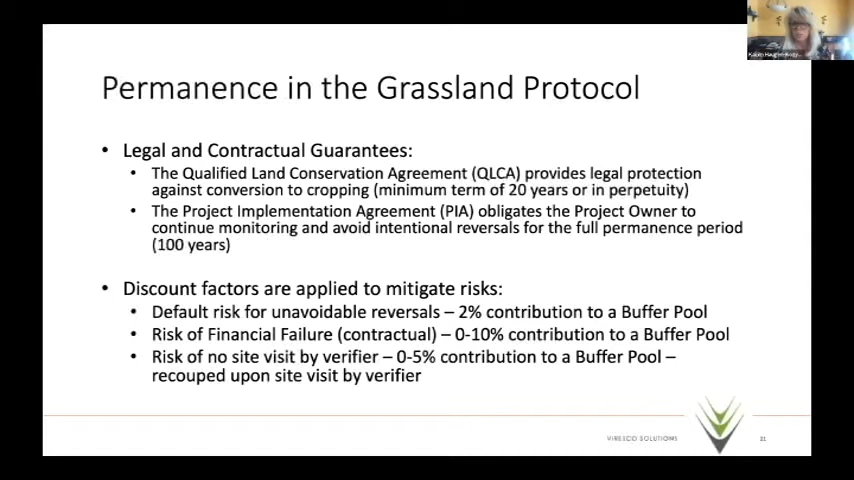 Permanence in the Grassland Protocol
• Legal and Contractual Guarantees:
• The Qualified Land Conservation Agreement (QLCA) provides legal protection
against conversion to cropping (minimum term of 20 years or in perpetuity)
• The Project Implementation Agreement (PIA) obligates the Project Owner to
continue monitoring and avoid intentional reversals for the full permanence period
(100 years)
• Discount factors are applied to mitigate risks:
• Default risk for unavoidable reversals – 2% contribution to a Buffer Pool
• Risk of Financial Failure (contractual) – 0-10% contribution to a Buffer Pool
• Risk of no site visit by verifier – 0-5% contribution to a Buffer Pool –
recouped upon site visit by verifier
VIRESCO SOLUTIONS